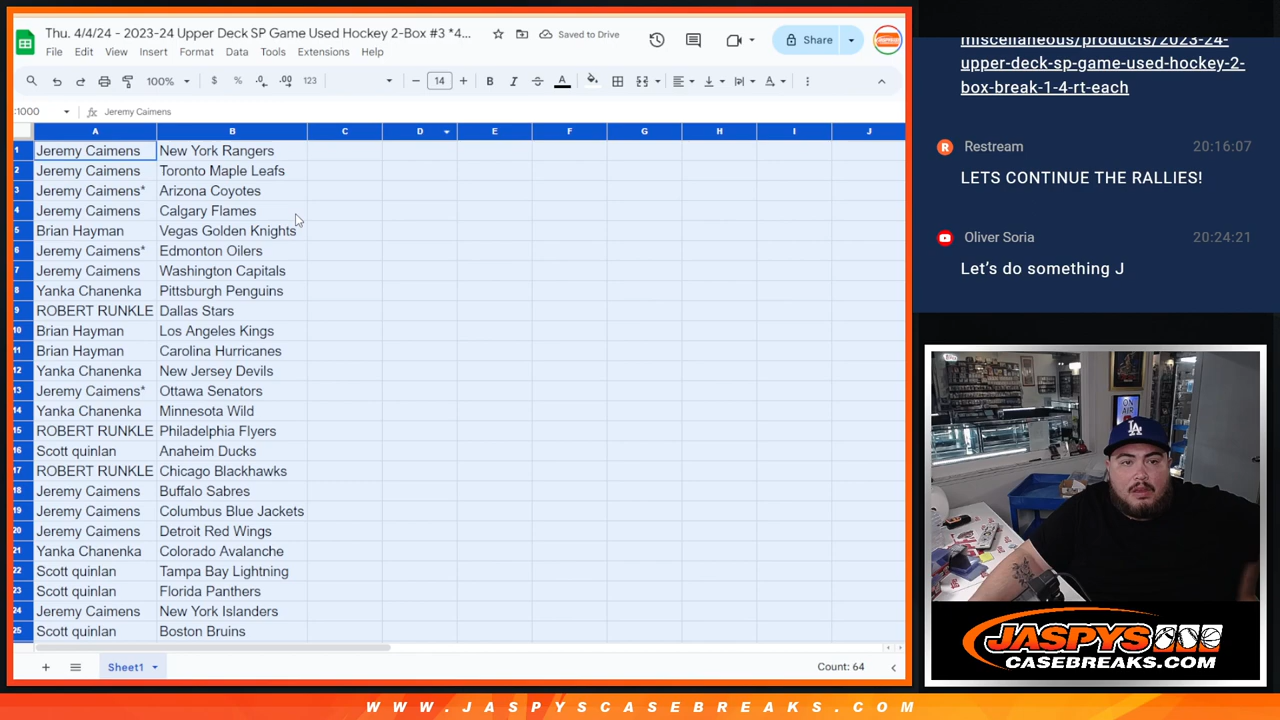 Thu. 4/4/24 - 2023-24 Upper Deck SP Game Used Hockey 2-Box #3 *4...
Saved to Drive
Share
File Edit View Insert Format Data Tools Extensions Help
100% $ % .0 .00 123 14 B I S A
:1000 fx Jeremy Caimens
A B C D E F G H I J
1 Jeremy Caimens New York Rangers
2 Jeremy Caimens Toronto Maple Leafs
3 Jeremy Caimens* Arizona Coyotes
4 Jeremy Caimens Calgary Flames
5 Brian Hayman Vegas Golden Knights
6 Jeremy Caimens* Edmonton Oilers
7 Jeremy Caimens Washington Capitals
8 Yanka Chanenka Pittsburgh Penguins
9 ROBERT RUNKLE Dallas Stars
10 Brian Hayman Los Angeles Kings
11 Brian Hayman Carolina Hurricanes
12 Yanka Chanenka New Jersey Devils
13 Jeremy Caimens* Ottawa Senators
14 Yanka Chanenka Minnesota Wild
15 ROBERT RUNKLE Philadelphia Flyers
16 Scott quinlan Anaheim Ducks
17 ROBERT RUNKLE Chicago Blackhawks
18 Jeremy Caimens Buffalo Sabres
19 Jeremy Caimens Columbus Blue Jackets
20 Jeremy Caimens Detroit Red Wings
21 Yanka Chanenka Colorado Avalanche
22 Scott quinlan Tampa Bay Lightning
23 Scott quinlan Florida Panthers
24 Jeremy Caimens New York Islanders
25 Scott quinlan Boston Bruins
Sheet1
Count: 64
miscellaneous/products/2023-24-
upper-deck-sp-game-used-hockey-2-
box-break-1-4-rt-each
Restream 20:16:07
LETS CONTINUE THE RALLIES!
Oliver Soria 20:24:21
Let's do something J
ON
AIR
LA
JASPYS
CASEBREAKS.COM
WWW.JASPYSCASEBREAKS.COM